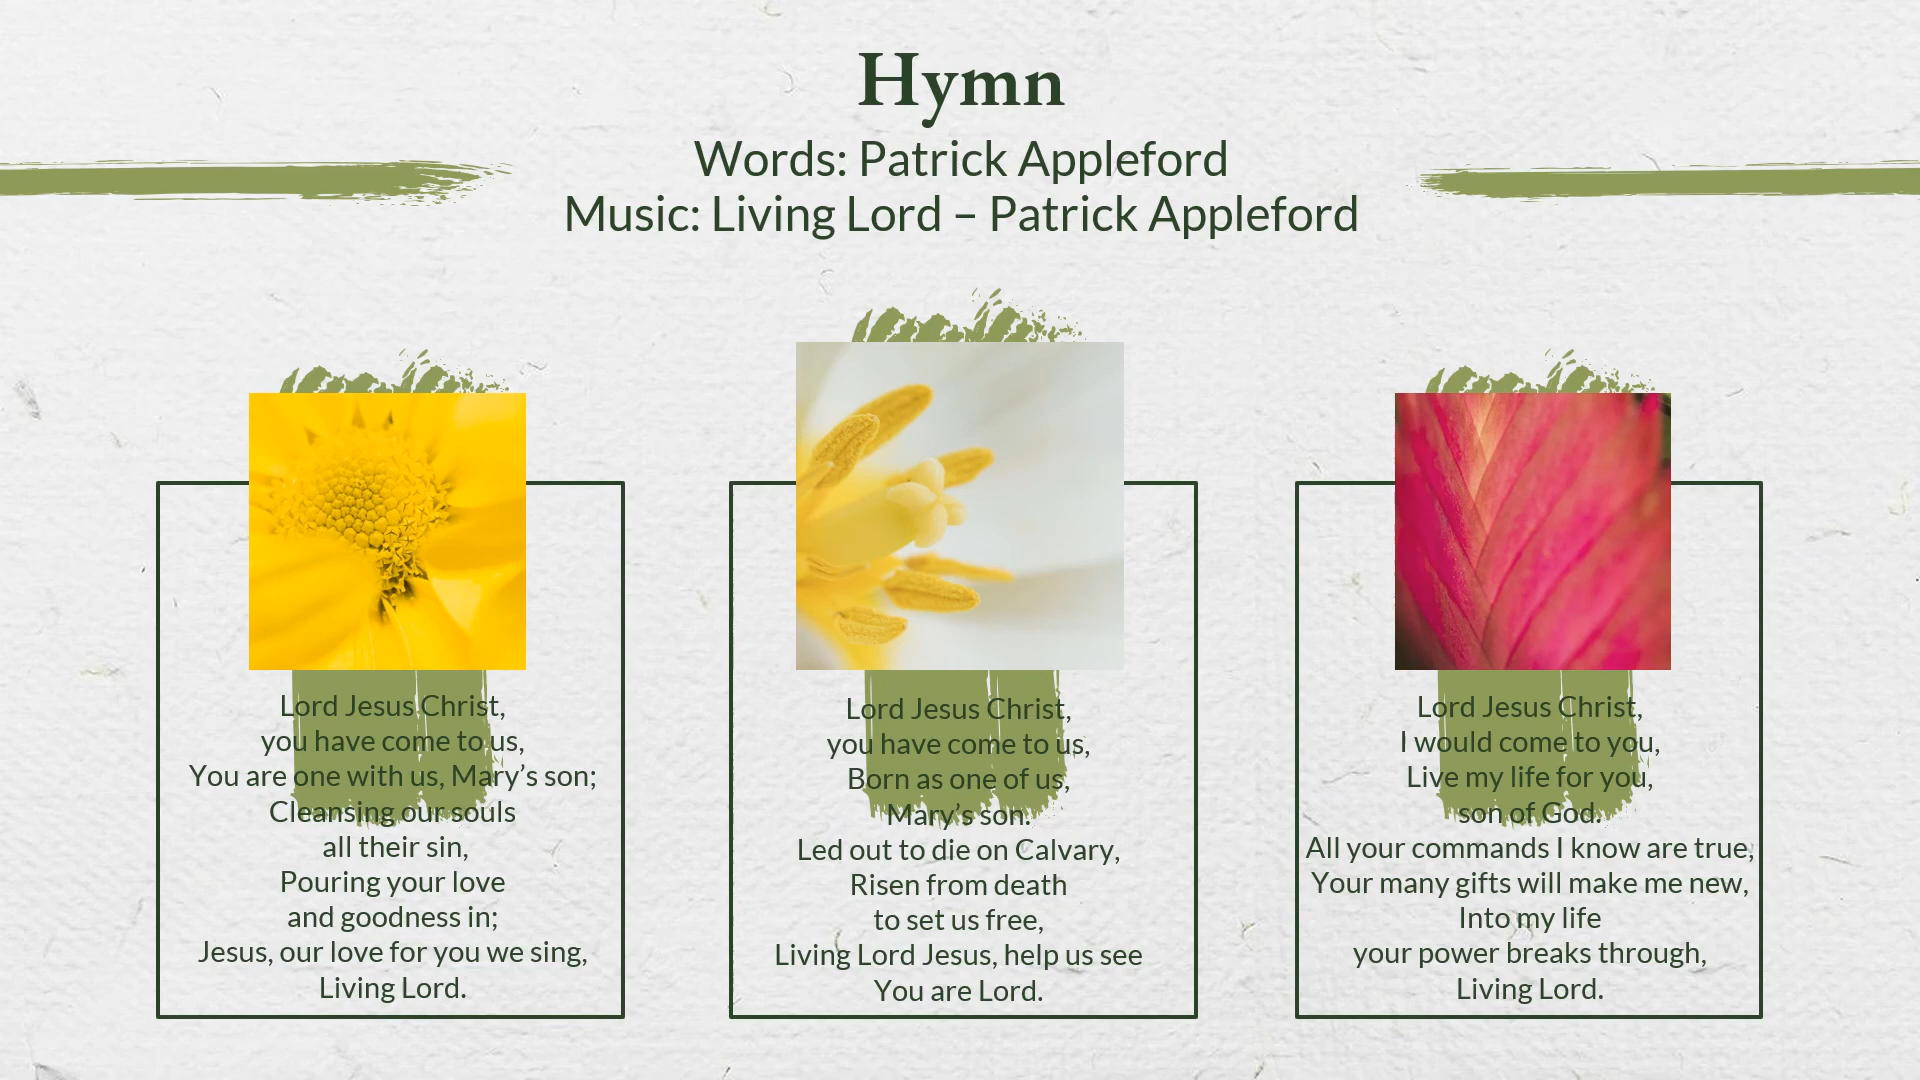 Hymn
Words: Patrick Appleford
Music: Living Lord – Patrick Appleford
Lord Jesus Christ,
you have come to us,
You are one with us, Mary’s son;
Cleansing our souls
all their sin,
Pouring your love
and goodness in;
Jesus, our love for you we sing,
Living Lord.
Lord Jesus Christ,
you have come to us,
Born as one of us,
Mary’s son.
Led out to die on Calvary,
Risen from death
to set us free,
Living Lord Jesus, help us see
You are Lord.
Lord Jesus Christ,
I would come to you,
Live my life for you,
son of God.
All your commands I know are true,
Your many gifts will make me new,
Into my life
your power breaks through,
Living Lord.